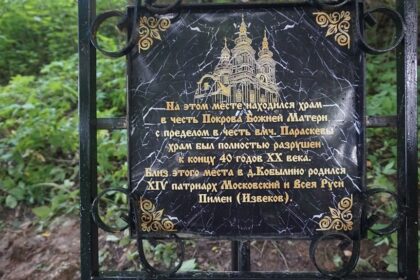 На этом месте находился храм
в честь Покрова Божией Матери
с пределом в честь вмч. Параскевы
храм был полностью разрушен
к концу 40 годов XX века.
Близ этого места в д.Кобылино родился
XIV патриарх Московский и Всея Руси
Пимен (Извеков).